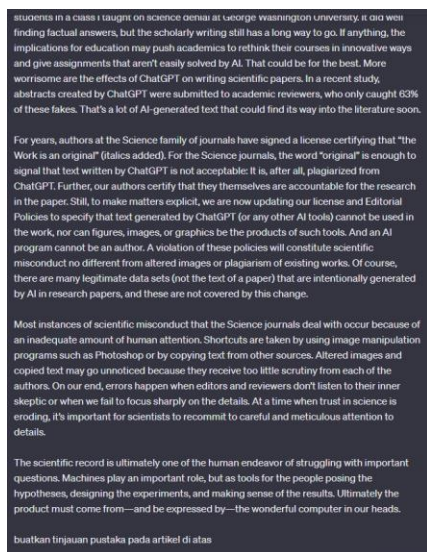 students in a class I taught on science denial at George Washington University. It did well
finding factual answers, but the scholarly writing still has a long way to go. If anything, the
implications for education may push academics to rethink their courses in innovative ways
and give assignments that aren't easily solved by AI. That could be for the best. More
worrisome are the effects of ChatGPT on writing scientific papers. In a recent study,
abstracts created by ChatGPT were submitted to academic reviewers, who only caught 63%
of these fakes. That's a lot of AI-generated text that could find its way into the literature soon.
For years, authors at the Science family of journals have signed a license certifying that "the
Work is an original" (italics added). For the Science journals, the word "original" is enough to
signal that text written by ChatGPT is not acceptable: It is, after all, plagiarized from
ChatGPT. Further, our authors certify that they themselves are accountable for the research
in the paper. Still, to make matters explicit, we are now updating our license and Editorial
Policies to specify that text generated by ChatGPT (or any other AI tools) cannot be used in
the work, nor can figures, images, or graphics be the products of such tools. And an AI
program cannot be an author. A violation of these policies will constitute scientific
misconduct no different from altered images or plagiarism of existing works. Of course,
there are many legitimate data sets (not the text of a paper) that are intentionally generated
by AI in research papers, and these are not covered by this change.
Most instances of scientific misconduct that the Science journals deal with occur because of
an inadequate amount of human attention. Shortcuts are taken by using image manipulation
programs such as Photoshop or by copying text from other sources. Altered images and
copied text may go unnoticed because they receive too little scrutiny from each of the
authors. On our end, errors happen when editors and reviewers don't listen to their inner
skeptic or when we fail to focus sharply on the details. At a time when trust in science is
eroding, it's important for scientists to recommit to careful and meticulous attention to
details.
The scientific record is ultimately one of the human endeavor of struggling with important
questions. Machines play an important role, but as tools for the people posing the
hypotheses, designing the experiments, and making sense of the results. Ultimately the
product must come from—and be expressed by—the wonderful computer in our heads.
buatkan tinjauan pustaka pada artikel di atas